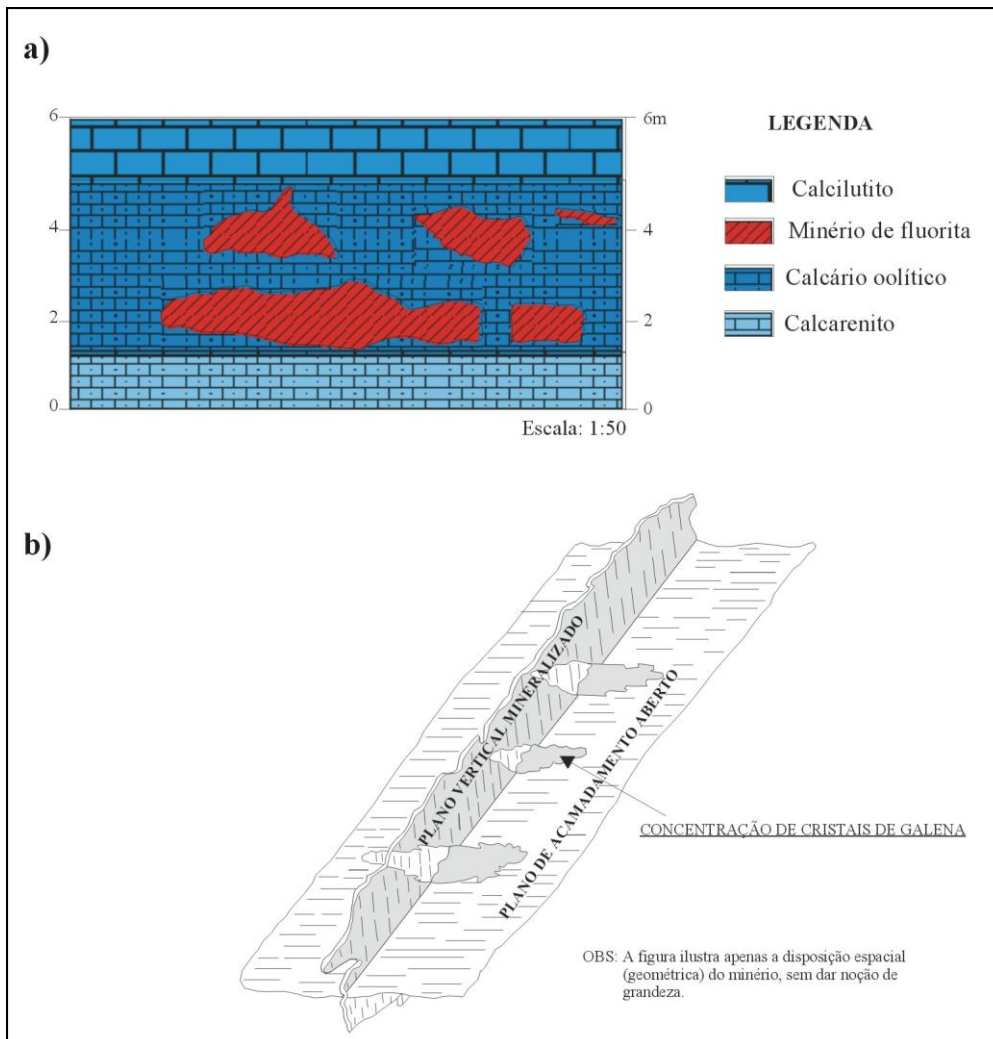 a)
6
6m
4
4
2
2
0
0
Escala: 1:50
LEGENDA
Calcilutito
Minério de fluorita
Calcário oolítico
Calcarenito
b)
PLANO VERTICAL MINERALIZADO
PLANO DE ACAMADAMENTO ABERTO
CONCENTRAÇÃO DE CRISTAIS DE GALENA
OBS: A figura ilustra apenas a disposição espacial
(geométrica) do minério, sem dar noção de
grandeza.